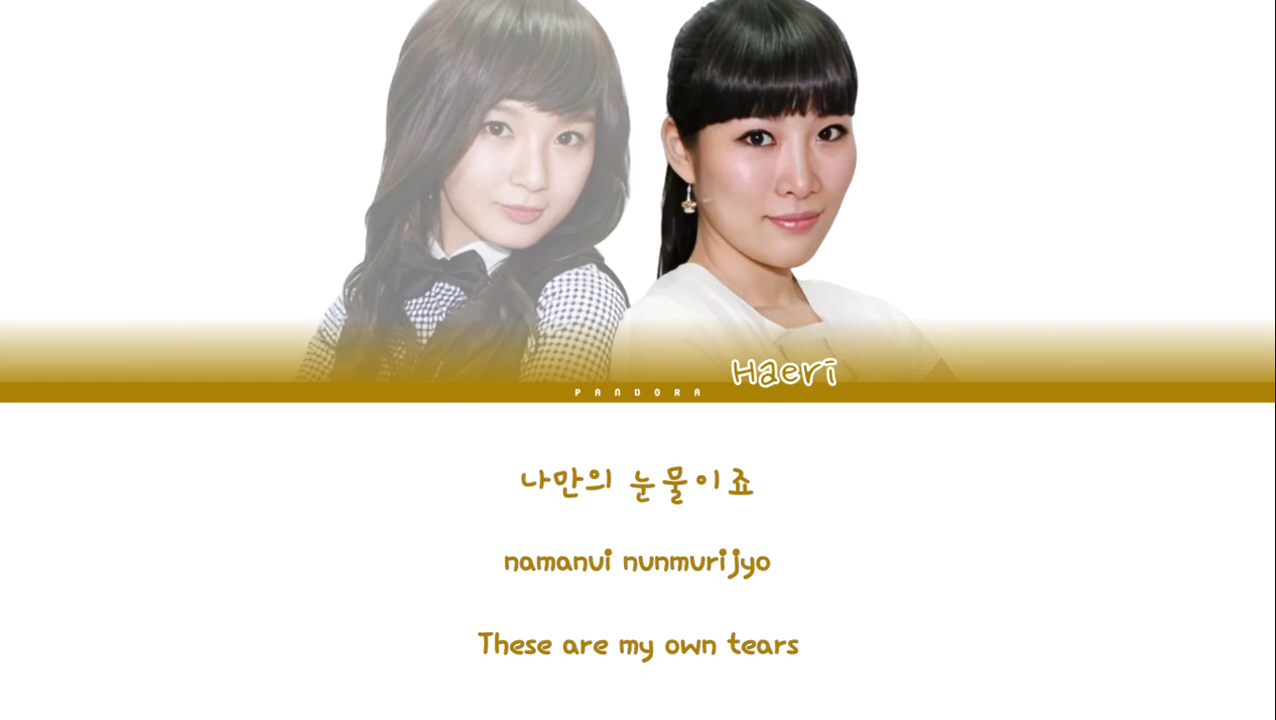 Haeri
PANDORA
나만의 눈물이죠
namanui nunmurijyo
These are my own tears